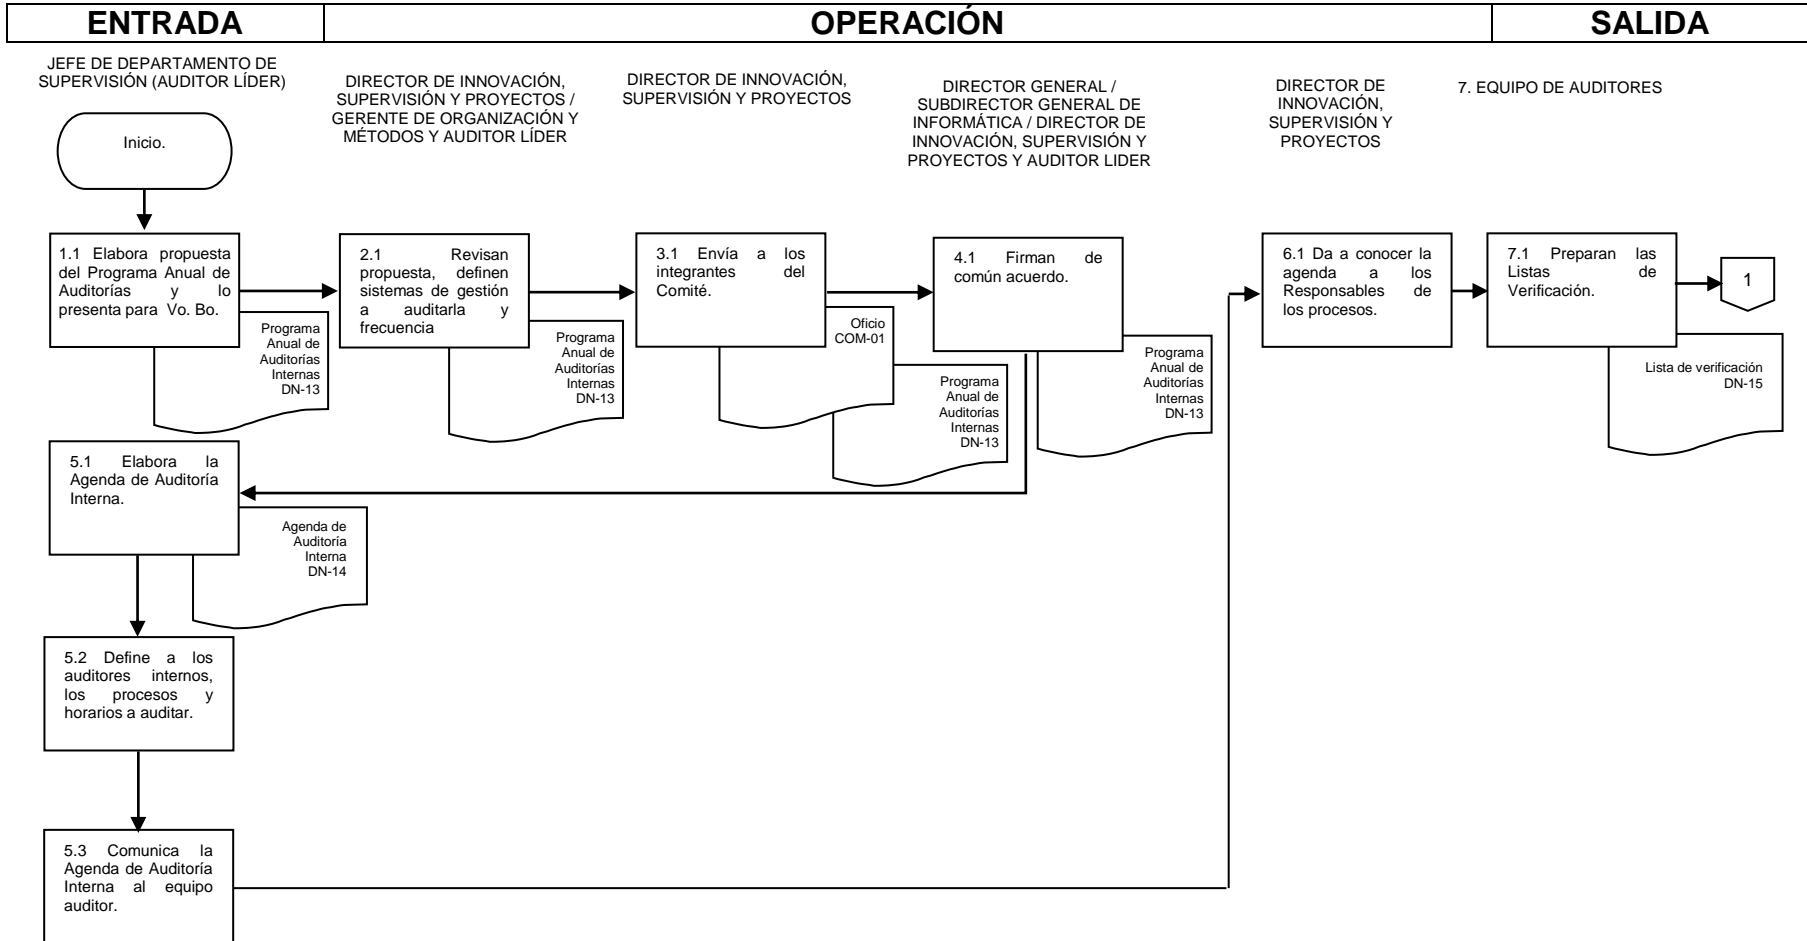 ENTRADA
OPERACIÓN
SALIDA
JEFE DE DEPARTAMENTO DE
SUPERVISIÓN (AUDITOR LÍDER)
DIRECTOR DE INNOVACIÓN,
SUPERVISIÓN Y PROYECTOS /
GERENTE DE ORGANIZACIÓN Y
MÉTODOS Y AUDITOR LÍDER
DIRECTOR DE INNOVACIÓN,
SUPERVISIÓN Y PROYECTOS
DIRECTOR GENERAL /
SUBDIRECTOR GENERAL DE
INFORMÁTICA / DIRECTOR DE
INNOVACIÓN, SUPERVISIÓN Y
PROYECTOS Y AUDITOR LIDER
DIRECTOR DE
INNOVACIÓN,
SUPERVISIÓN Y
PROYECTOS
7. EQUIPO DE AUDITORES
Inicio.
1.1 Elabora propuesta
del Programa Anual de
Auditorías y lo
presenta para Vo. Bo.
Programa
Anual de
Auditorías
Internas
DN-13
2.1 Revisan
propuesta, definen
sistemas de gestión
a auditarla y
frecuencia
Programa
Anual de
Auditorías
Internas
DN-13
3.1 Envía a los
integrantes del
Comité.
Oficio
COM-01
Programa
Anual de
Auditorías
Internas
DN-13
4.1 Firman de
común acuerdo.
Programa
Anual de
Auditorías
Internas
DN-13
6.1 Da a conocer la
agenda a los
Responsables de
los procesos.
7.1 Preparan las
Listas de
Verificación.
1
Lista de verificación
DN-15
5.1 Elabora la
Agenda de Auditoría
Interna.
Agenda de
Auditoría
Interna
DN-14
5.2 Define a los
auditores internos,
los procesos y
horarios a auditar.
5.3 Comunica la
Agenda de Auditoría
Interna al equipo
auditor.